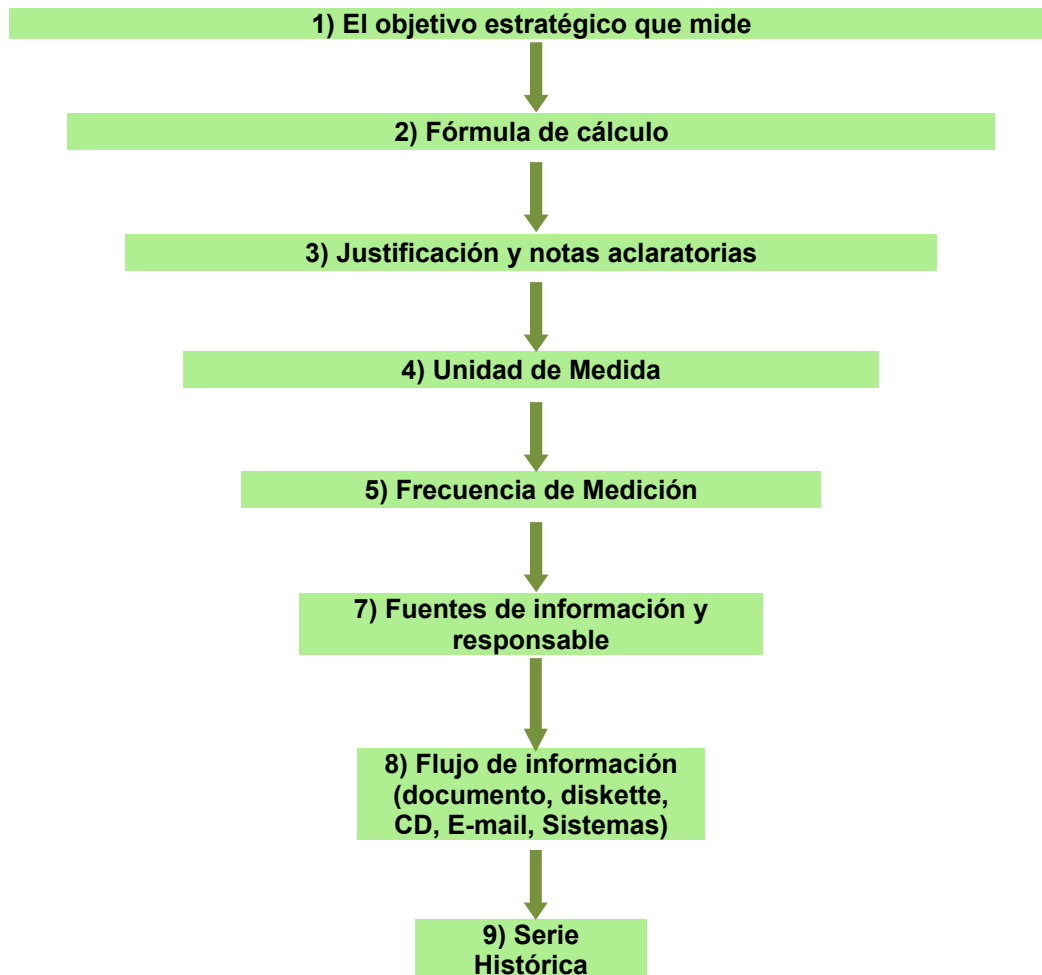 1) El objetivo estratégico que mide
2) Fórmula de cálculo
3) Justificación y notas aclaratorias
4) Unidad de Medida
5) Frecuencia de Medición
7) Fuentes de información y
responsable
8) Flujo de información
(documento, diskette,
CD, E-mail, Sistemas)
9) Serie
Histórica